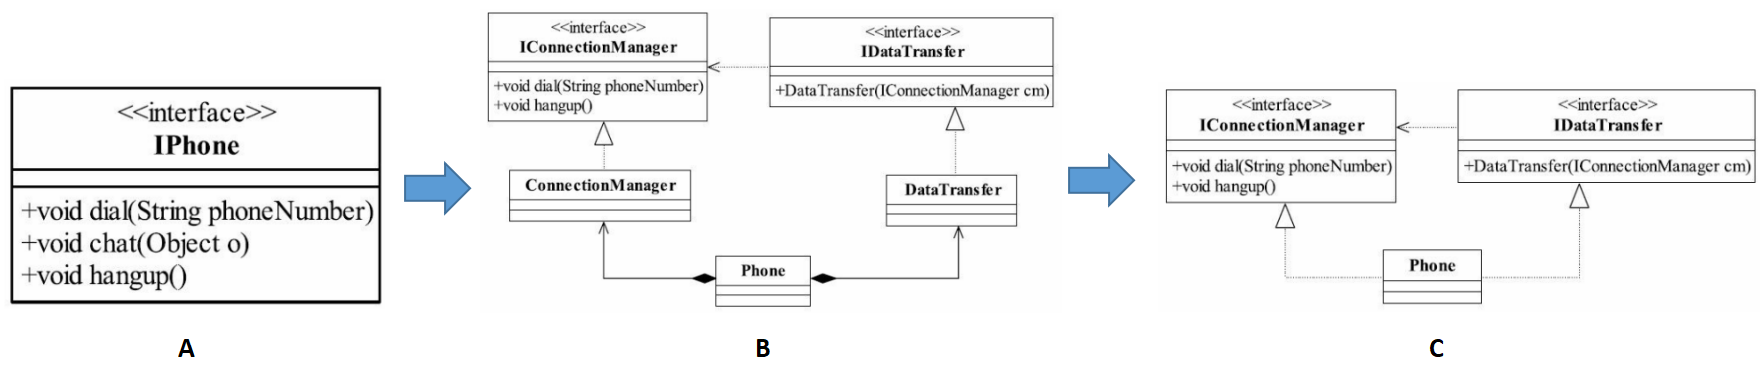 <<interface>>
IPhone
+void dial(String phoneNumber)
+void chat(Object o)
+void hangup()
A
<<interface>>
IConnectionManager
+void dial(String phoneNumber)
+void hangup()
<<interface>>
IDataTransfer
+DataTransfer(IConnectionManager cm)
ConnectionManager
DataTransfer
Phone
B
<<interface>>
IConnectionManager
+void dial(String phoneNumber)
+void hangup()
<<interface>>
IDataTransfer
+DataTransfer(IConnectionManager cm)
Phone
C